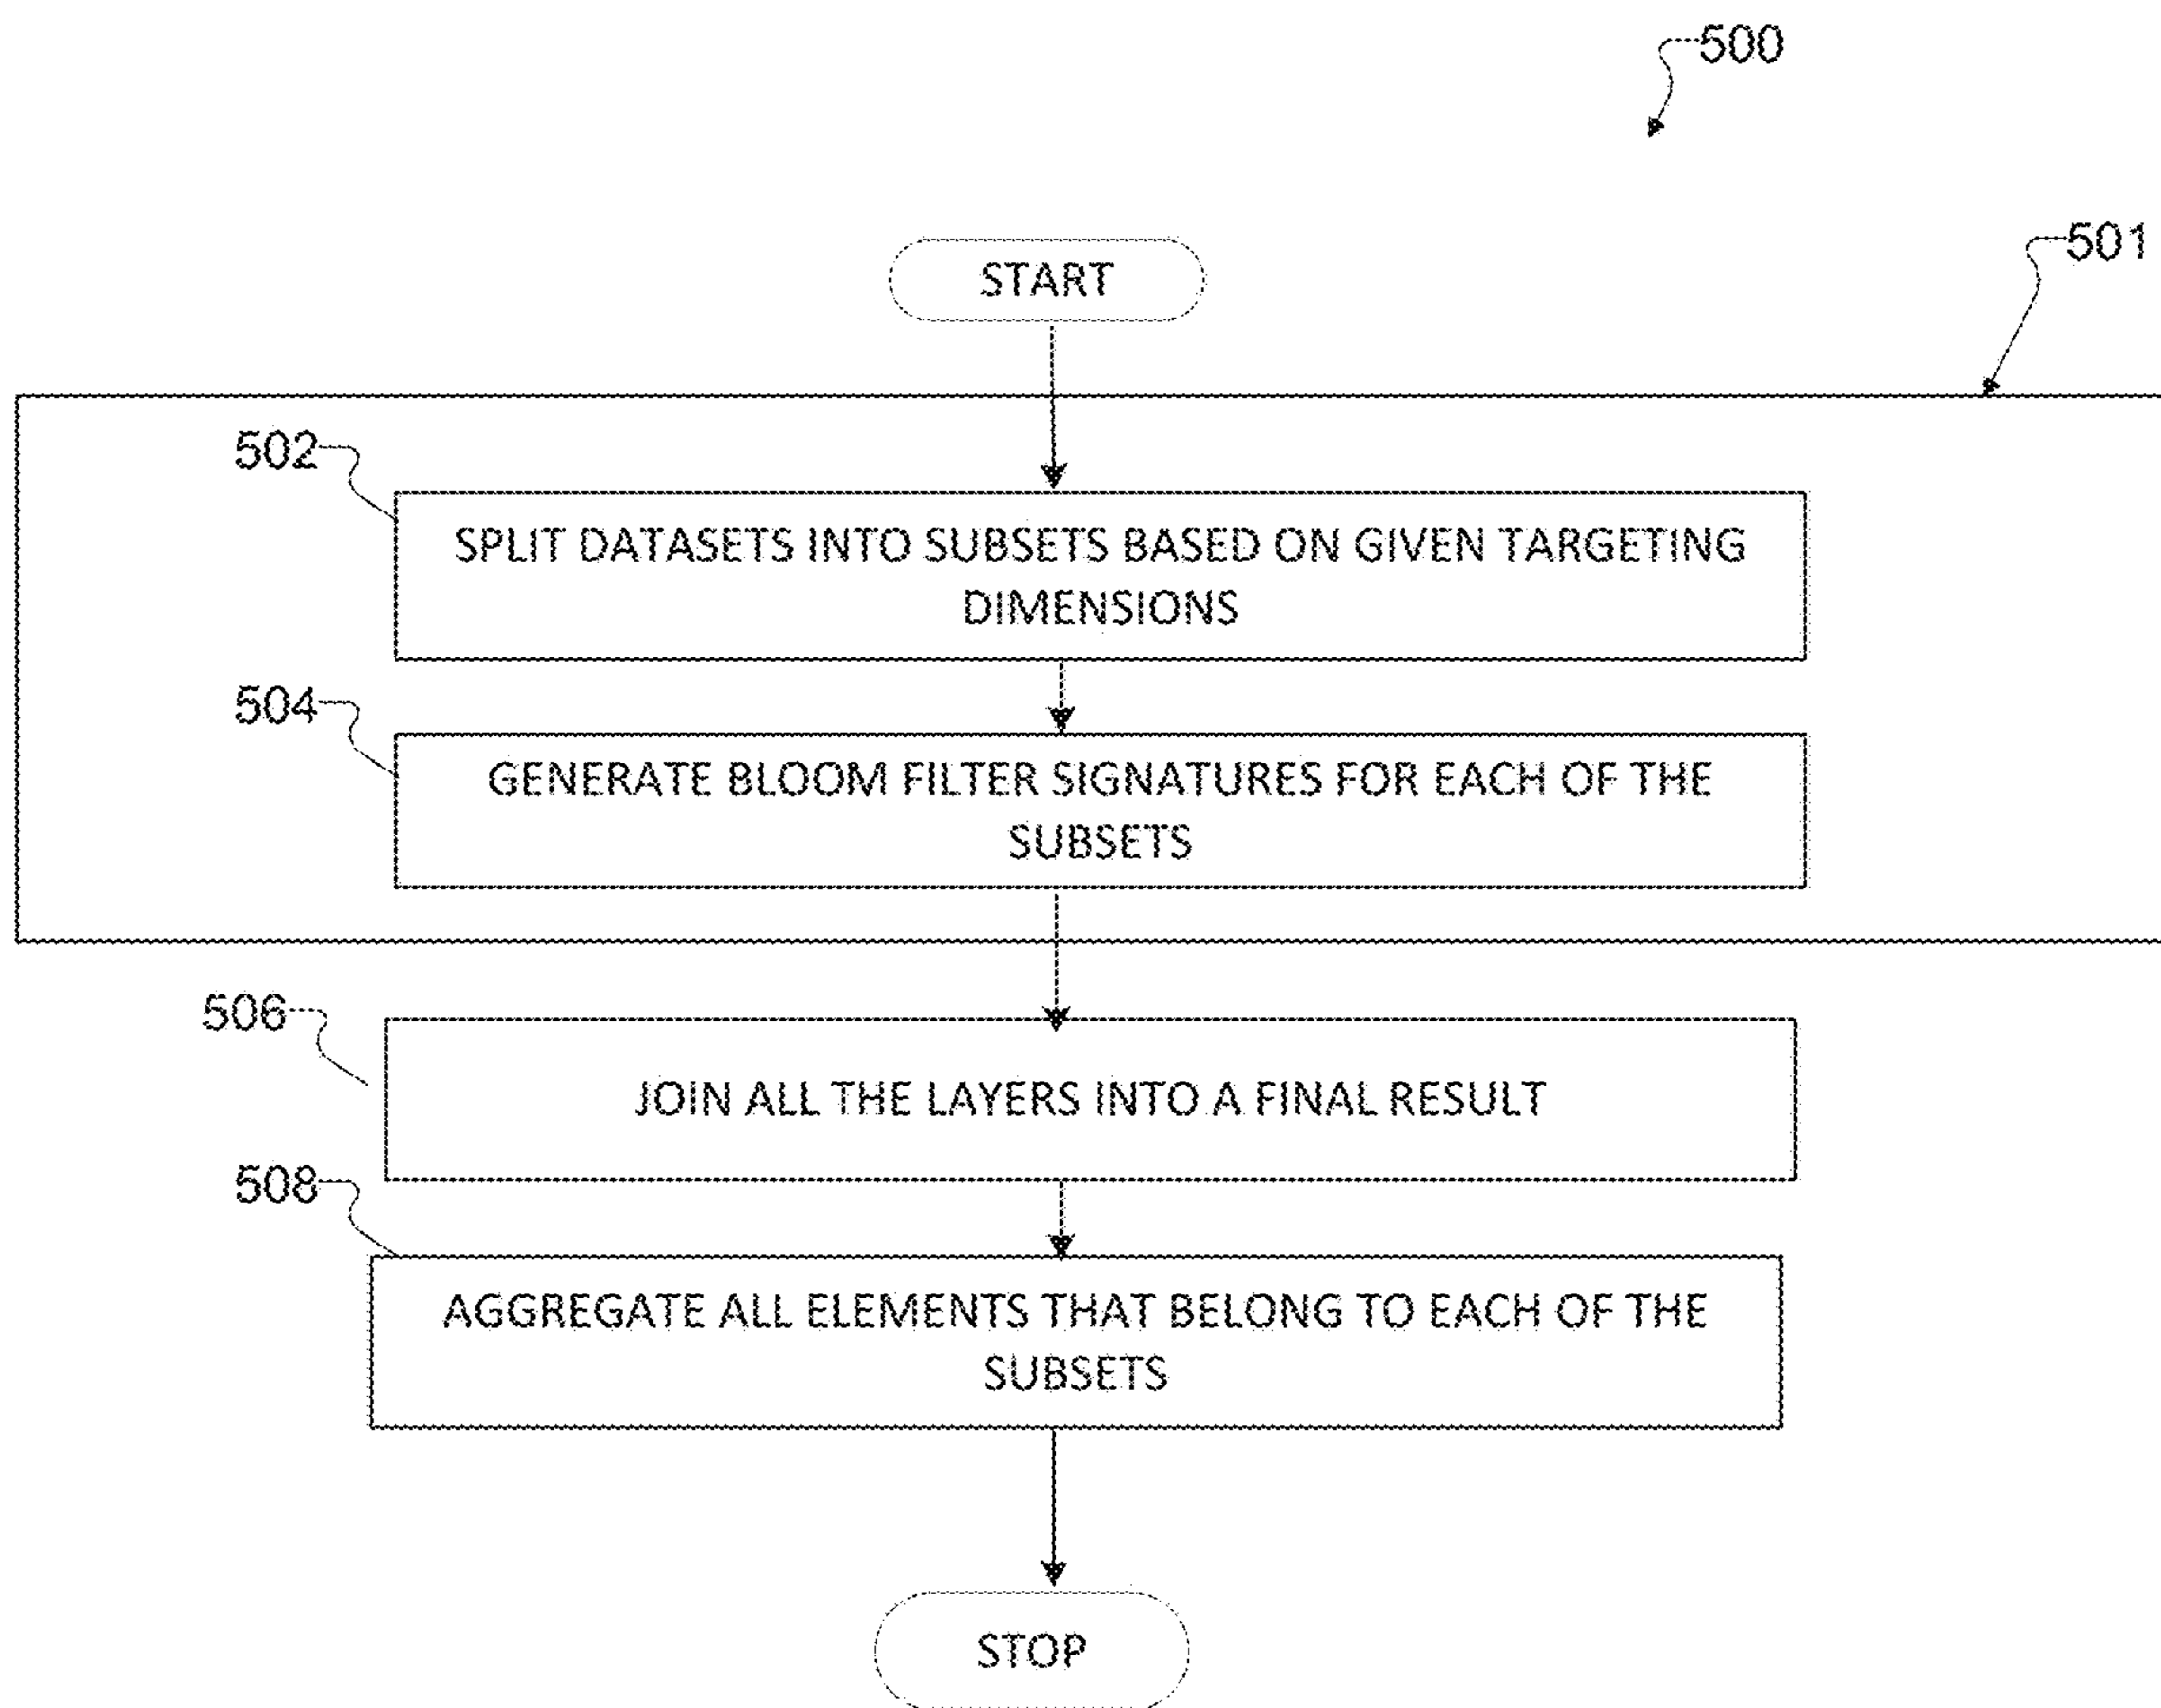 500
501
START
502
SPLIT DATASETS INTO SUBSETS BASED ON GIVEN TARGETING
DIMENSIONS
504
GENERATE BLOOM FILTER SIGNATURES FOR EACH OF THE
SUBSETS
506
JOIN ALL THE LAYERS INTO A FINAL RESULT
508
AGGREGATE ALL ELEMENTS THAT BELONG TO EACH OF THE
SUBSETS
STOP